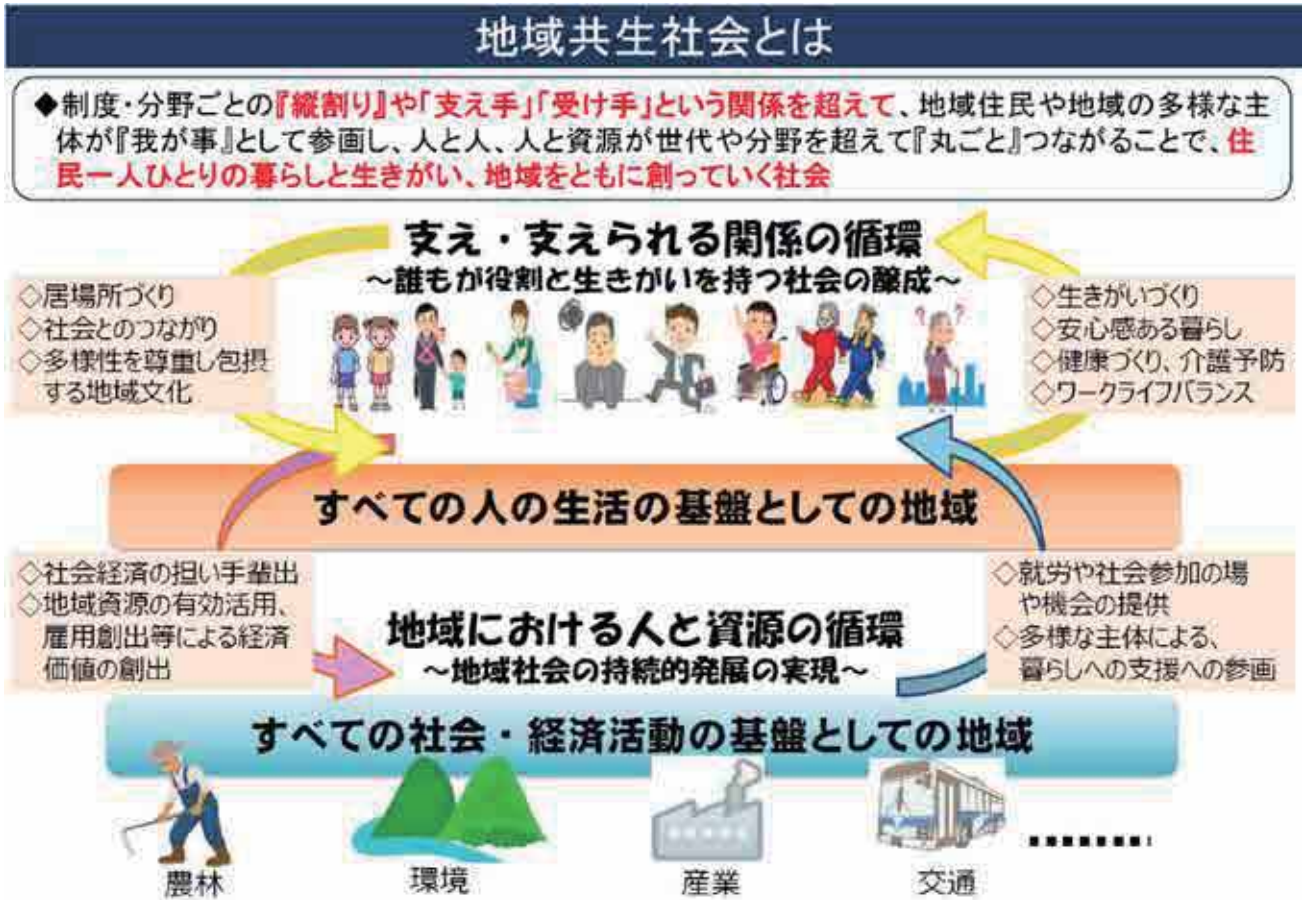 地域共生社会とは
◆制度・分野ごとの『縦割り』や「支え手」「受け手」という関係を超えて、地域住民や地域の多様な主
体が『我が事』として参画し、人と人、人と資源が世代や分野を超えて『丸ごと』つながることで、住
民一人ひとりの暮らしと生きがい、地域をともに創っていく社会
支え・支えられる関係の循環
～誰もが役割と生きがいを持つ社会の醸成～
◇居場所づくり
◇社会とのつながり
◇多様性を尊重し包摂
する地域文化
◇生きがいづくり
◇安心感ある暮らし
◇健康づくり、介護予防
◇ワークライフバランス
すべての人の生活の基盤としての地域
◇社会経済の担い手輩出
◇地域資源の有効活用、
雇用創出等による経済
価値の創出
地域における人と資源の循環
～地域社会の持続的発展の実現～
◇就労や社会参加の場
や機会の提供
◇多様な主体による、
暮らしへの支援への参画
すべての社会・経済活動の基盤としての地域
農林
環境
産業
交通